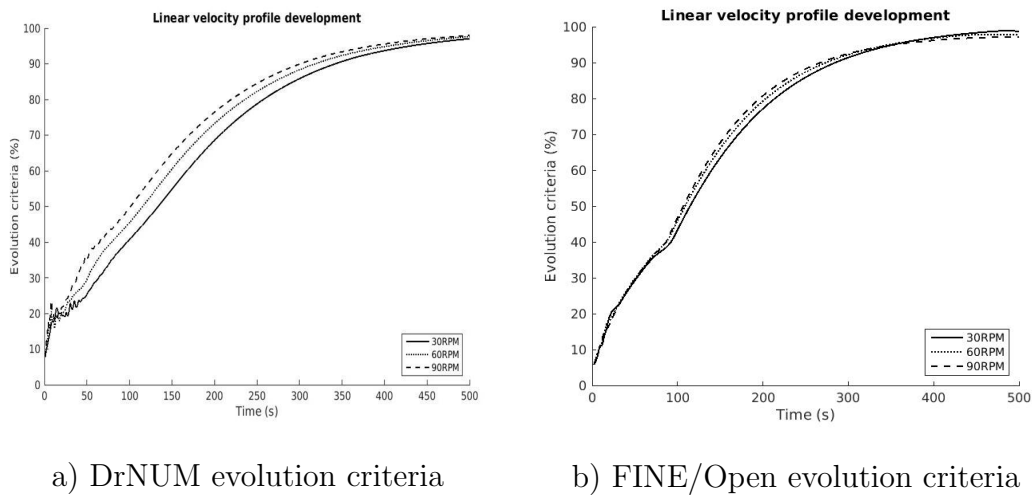 Linear velocity profile development
100
90
80
70
60
50
40
30
20
10
0
Evolution criteria (%)
0 50 100 150 200 250 300 350 400 450 500
Time (s)
30RPM
60RPM
90RPM
a) DrNUM evolution criteria
Linear velocity profile development
100
90
80
70
60
50
40
30
20
10
0
Evolution criteria (%)
0 100 200 300 400 500
Time (s)
30RPM
60RPM
90RPM
b) FINE/Open evolution criteria